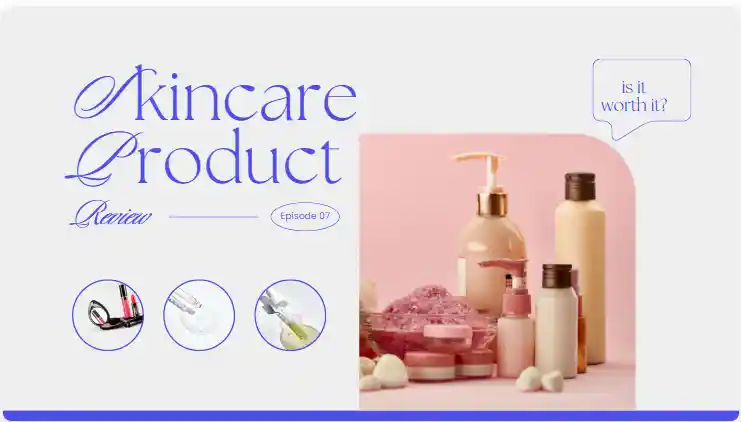 Skincare
Product
Review
Episode 07
is it
worth it?